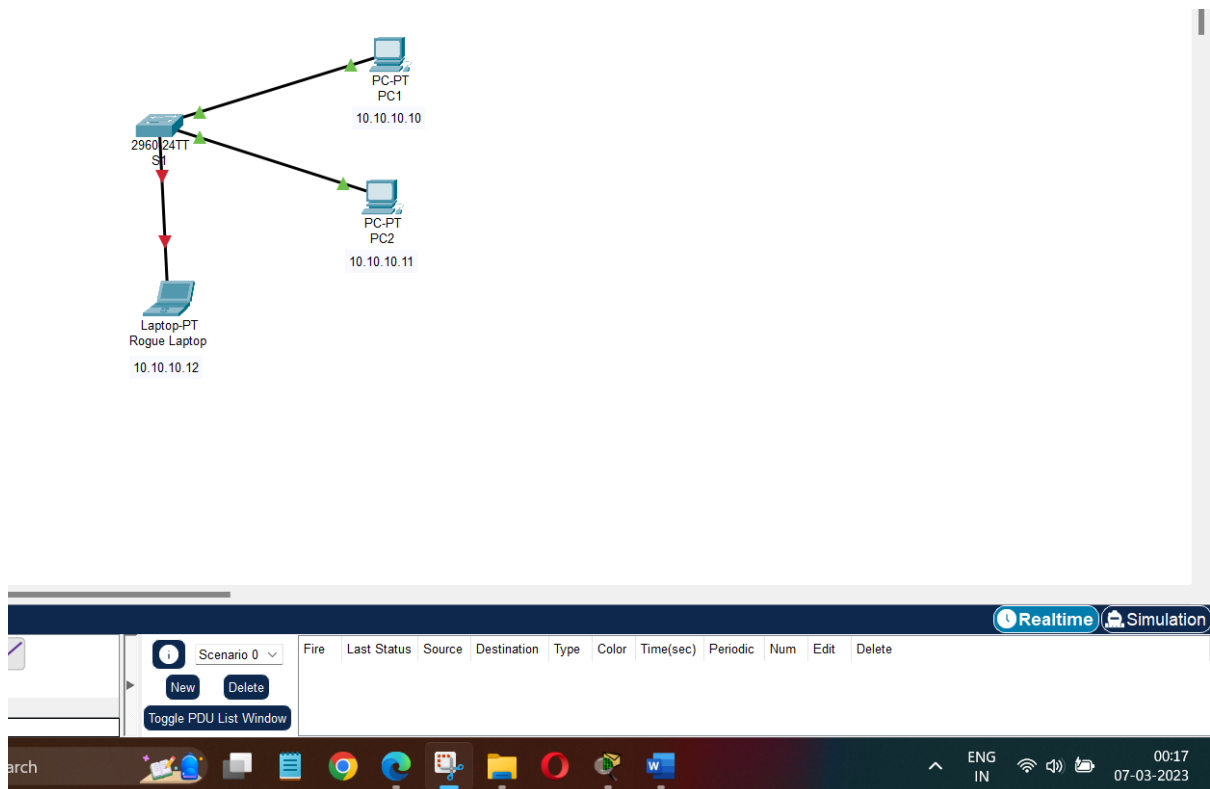 PC-PT
PC1
10.10.10.10
2960-24TT
S1
PC-PT
PC2
10.10.10.11
Laptop-PT
Rogue Laptop
10.10.10.12
Realtime
Simulation
Scenario 0
Fire Last Status Source Destination Type Color Time(sec) Periodic Num Edit Delete
New Delete
Toggle PDU List Window
arch
ENG
IN
00:17
07-03-2023